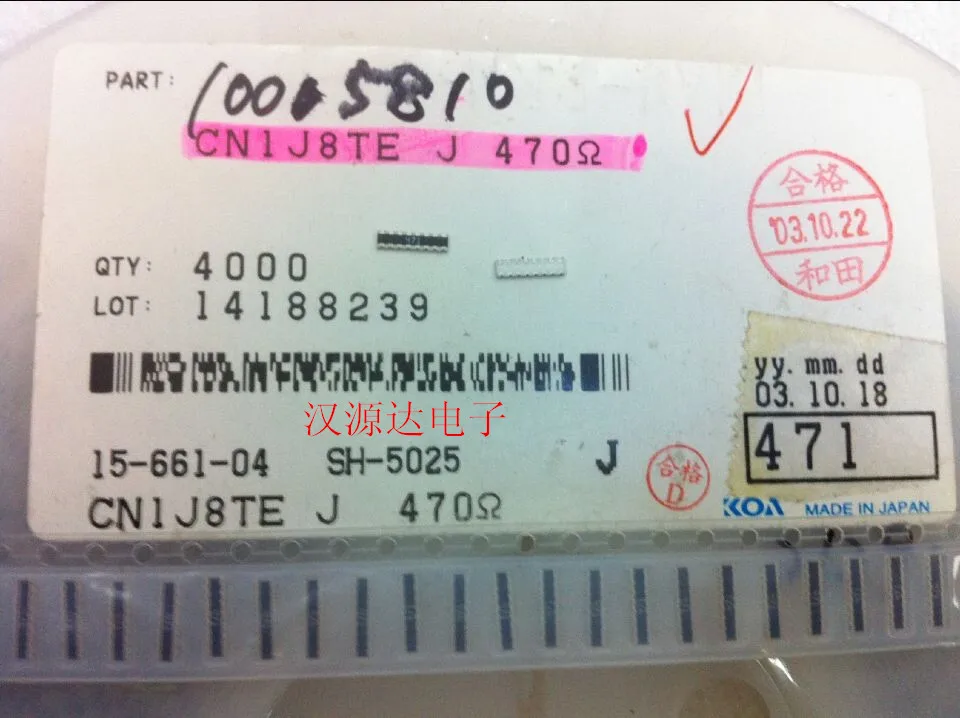 PART: 10015810
CN1J8TE J 470Ω
合格
'03.10.22
和田
QTY: 4000
LOT: 14188239
yy. mm. dd
03. 10. 18
471
汉源达电子
15-661-04 SH-5025 J
合格
D
CN1J8TE J 470Ω
KOA MADE IN JAPAN